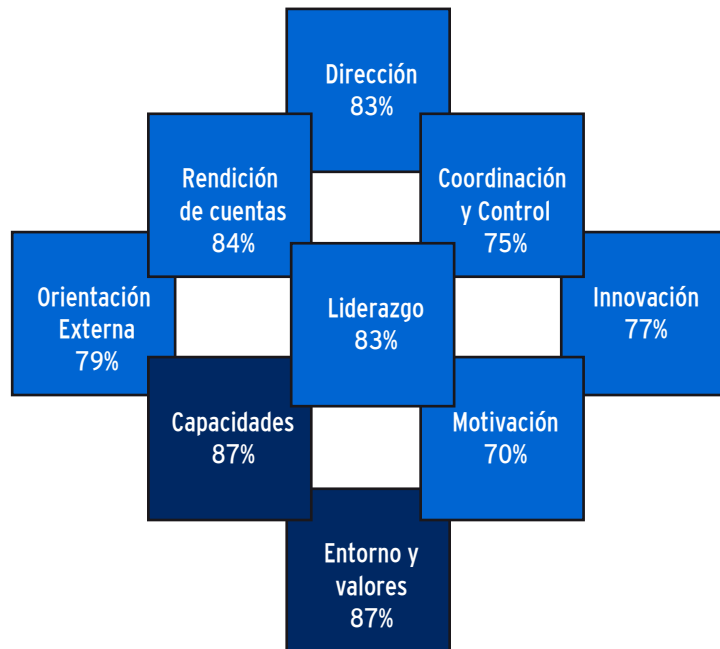 Dirección
83%
Rendición
de cuentas
84%
Coordinación
y Control
75%
Orientación
Externa
79%
Liderazgo
83%
Innovación
77%
Capacidades
87%
Motivación
70%
Entorno y
valores
87%